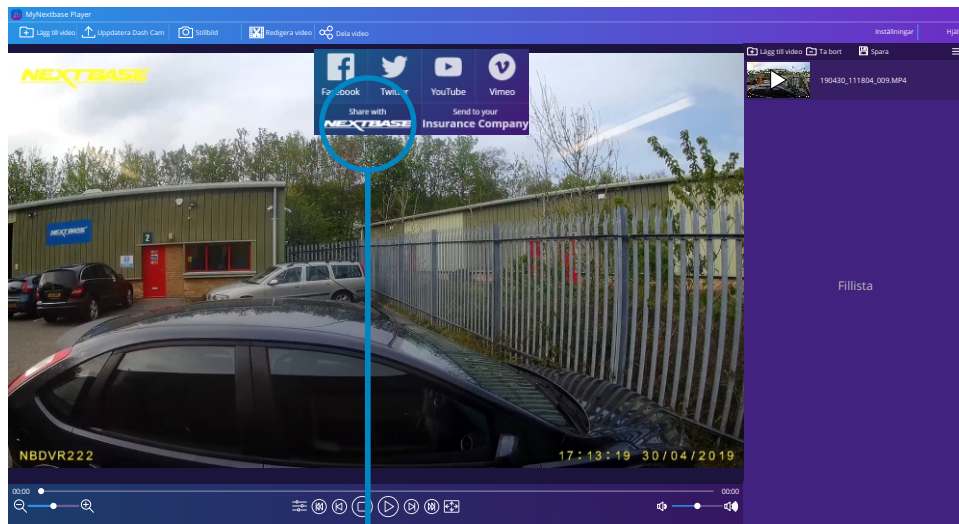 MyNextbase Player
Lägg till video Uppdatera Dash Cam Stillbild Redigera video Dela video Inställningar Hjäl
Lägg till video Ta bort Spara
NEXTBASE
Facebook Twitter YouTube Vimeo
Share with
NEXTBASE
Send to your
Insurance Company
190430_111804_009.MP4
NEXTBASE
2
Fillista
NBDVR222
17:13:19 30/04/2019
00:00 00:00